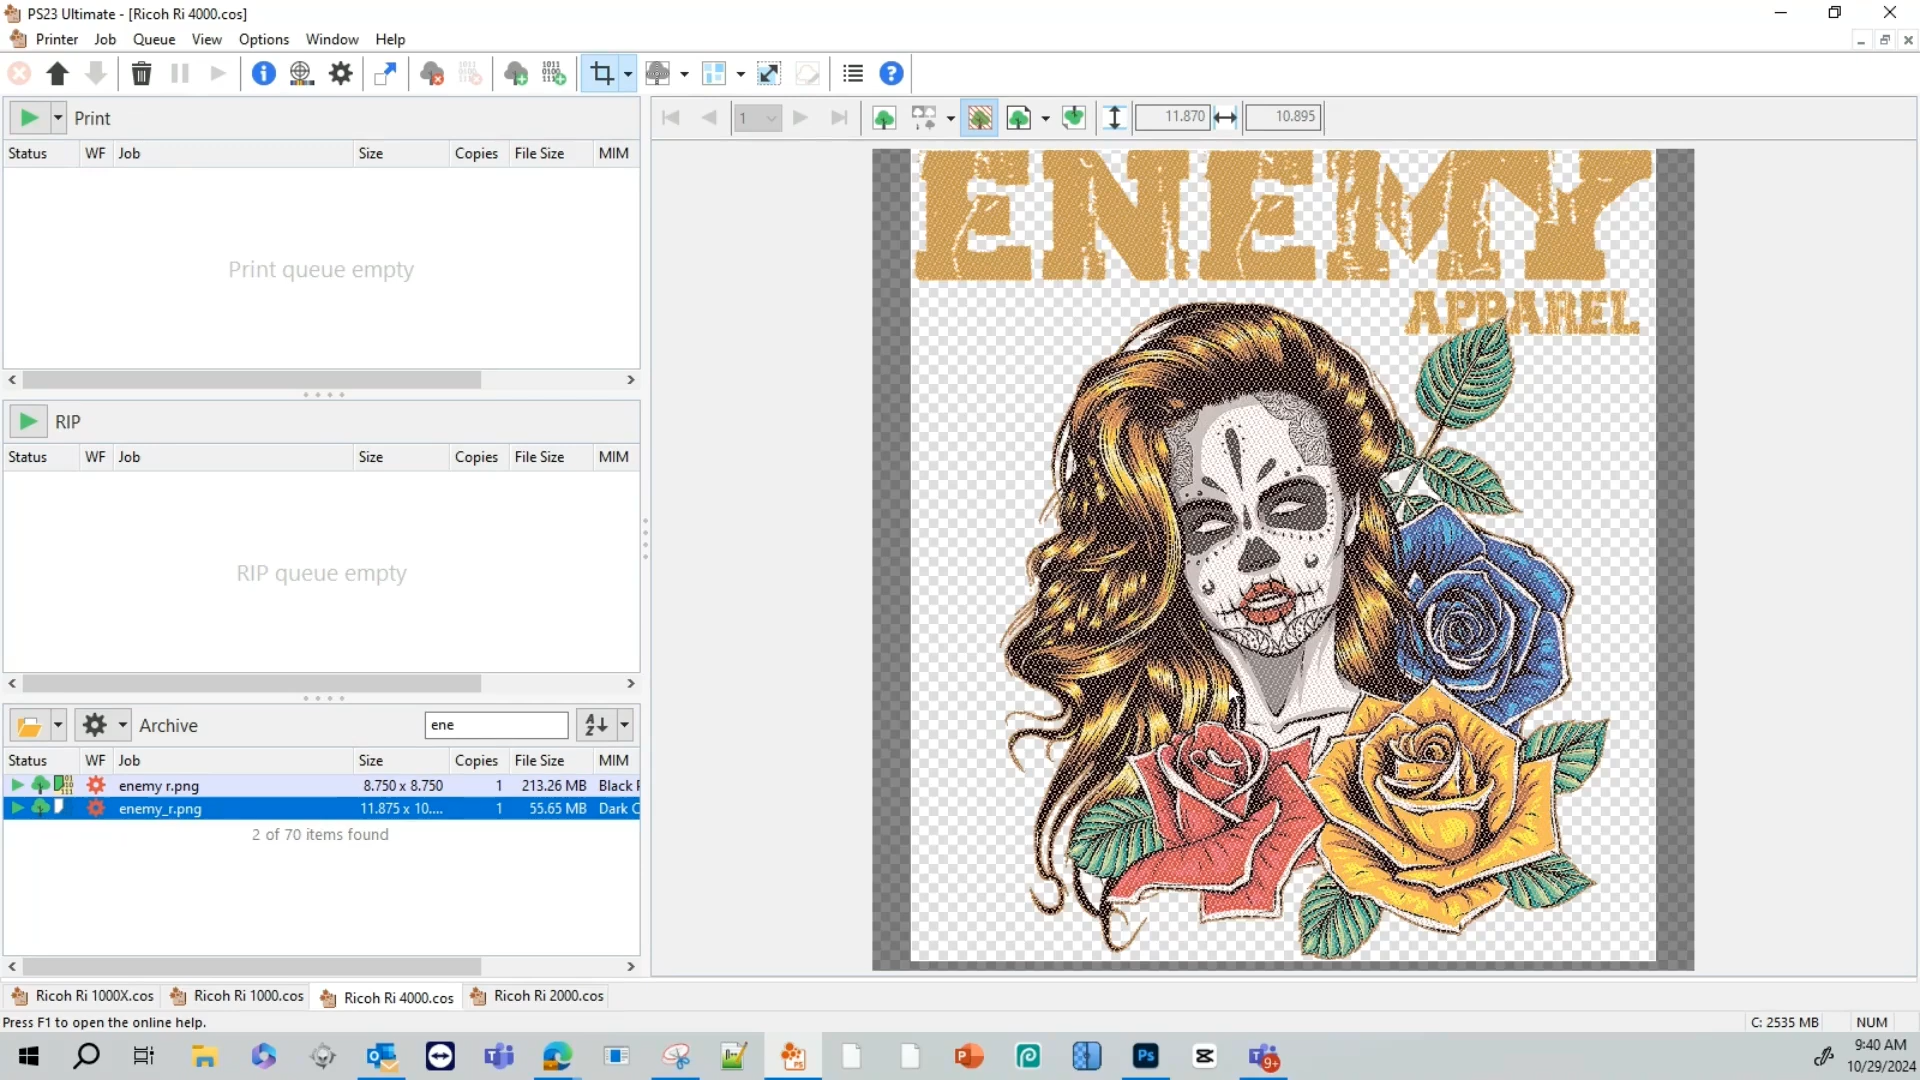 PS23 Ultimate - [Ricoh Ri 4000.cos]
Printer Job Queue View Options Window Help
Print
1
11.870
10.895
Status WF Job Size Copies File Size MIM
Print queue empty
ENEMY
APPAREL
RIP
Status WF Job Size Copies File Size MIM
RIP queue empty
Archive
ene
Status WF Job Size Copies File Size MIM
enemy r.png 8.750 x 8.750 1 213.26 MB Black
enemy_r.png 11.875 x 10.... 1 55.65 MB Dark C
2 of 70 items found
Ricoh Ri 1000X.cos Ricoh Ri 1000.cos Ricoh Ri 4000.cos Ricoh Ri 2000.cos
Press F1 to open the online help.
C: 2535 MB NUM
9:40 AM
10/29/2024